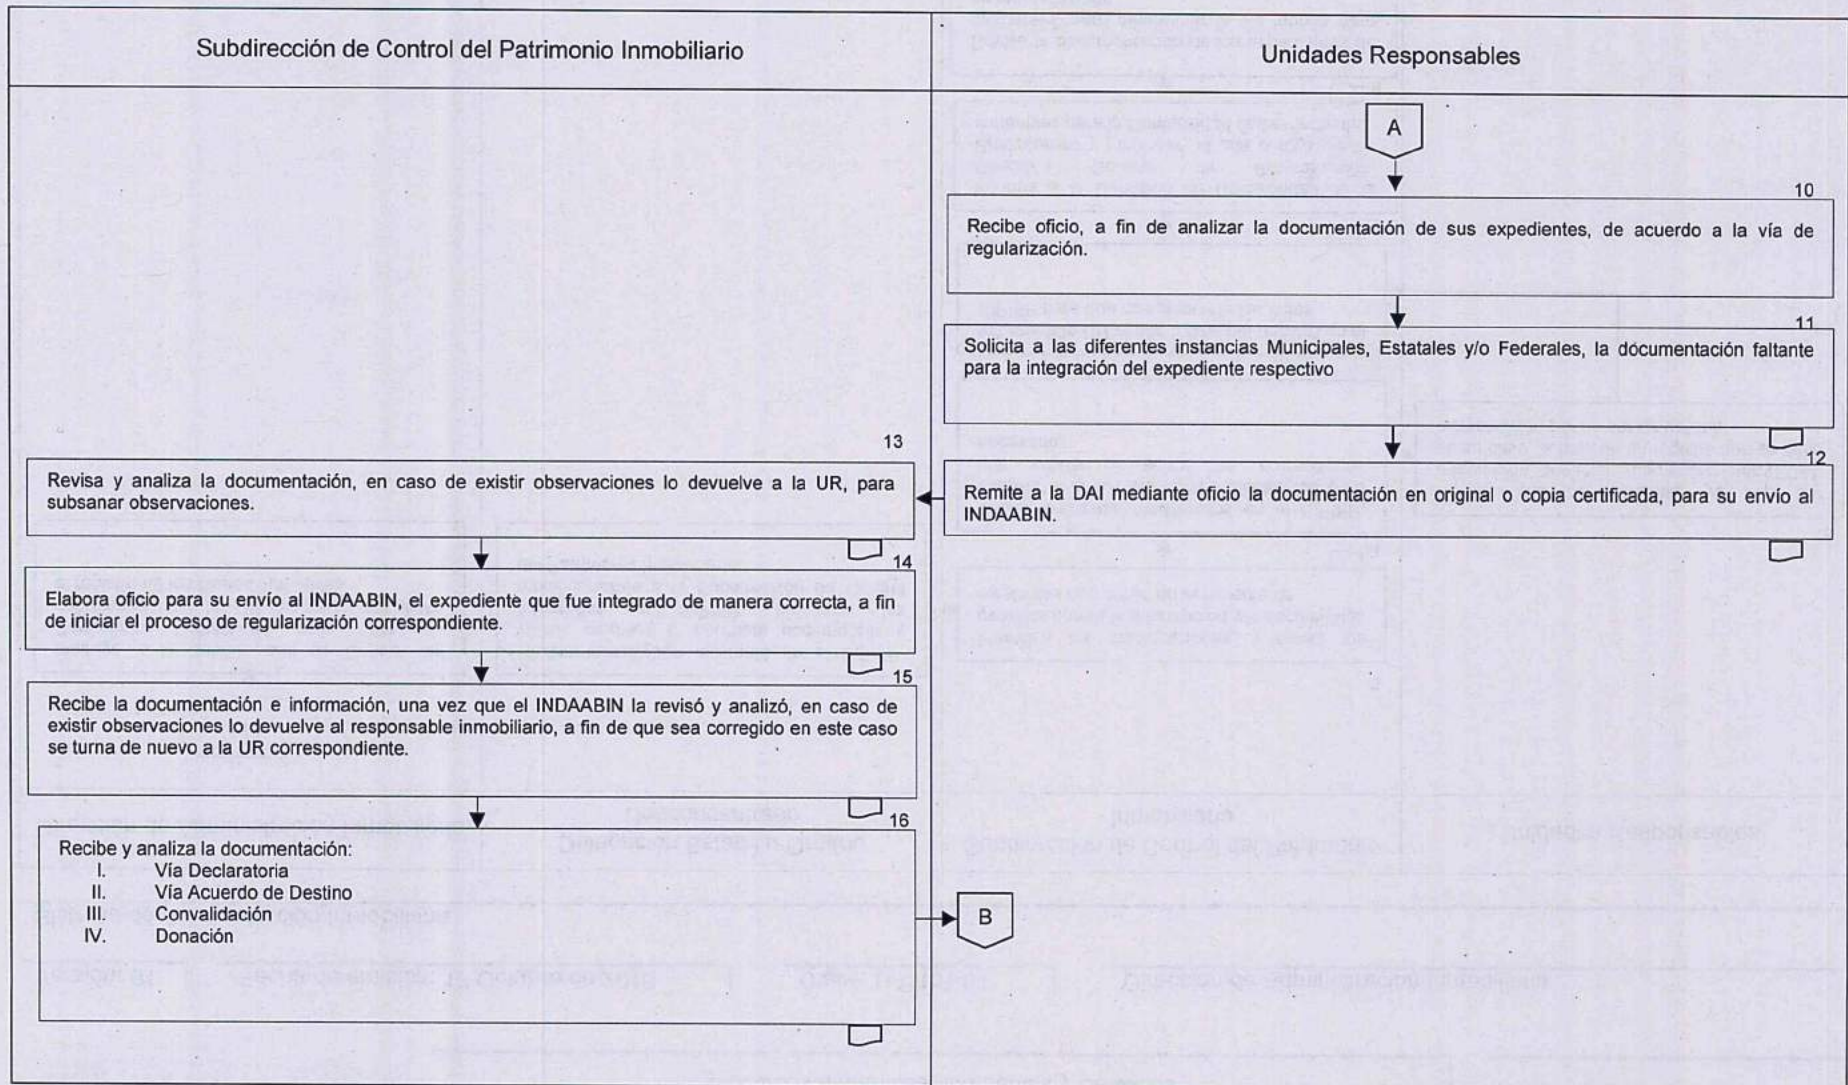 Subdirección de Control del Patrimonio Inmobiliario
Unidades Responsables
A
10
Recibe oficio, a fin de analizar la documentación de sus expedientes, de acuerdo a la vía de
regularización.
11
Solicita a las diferentes instancias Municipales, Estatales y/o Federales, la documentación faltante
para la integración del expediente respectivo
12
Remite a la DAI mediante oficio la documentación en original o copia certificada, para su envío al
INDAABIN.
13
Revisa y analiza la documentación, en caso de existir observaciones lo devuelve a la UR, para
subsanar observaciones.
14
Elabora oficio para su envío al INDAABIN, el expediente que fue integrado de manera correcta, a fin
de iniciar el proceso de regularización correspondiente.
15
Recibe la documentación e información, una vez que el INDAABIN la revisó y analizó, en caso de
existir observaciones lo devuelve al responsable inmobiliario, a fin de que sea corregido en este caso
se turna de nuevo a la UR correspondiente.
16
Recibe y analiza la documentación:
I. Vía Declaratoria
II. Vía Acuerdo de Destino
III. Convalidación
IV. Donación
B